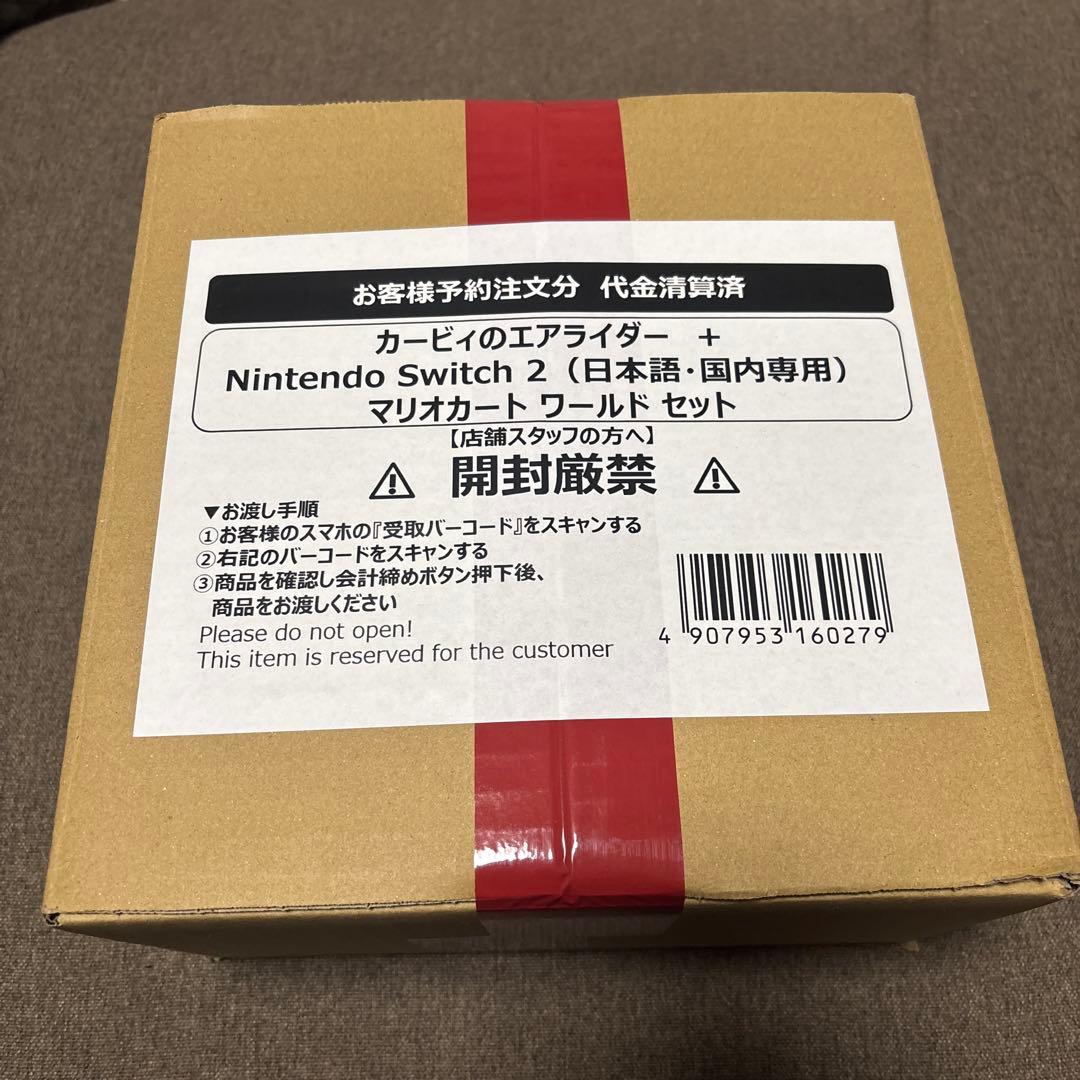 お客様予約注文分 代金清算済
カービィのエアライダー ＋
Nintendo Switch 2（日本語・国内専用）
マリオカート ワールド セット
【店舗スタッフの方へ】
開封厳禁
▼お渡し手順
①お客様のスマホの『受取バーコード』をスキャンする
②右記のバーコードをスキャンする
③商品を確認し会計締めボタン押下後、
商品をお渡しください
Please do not open!
This item is reserved for the customer
4 907953 160279